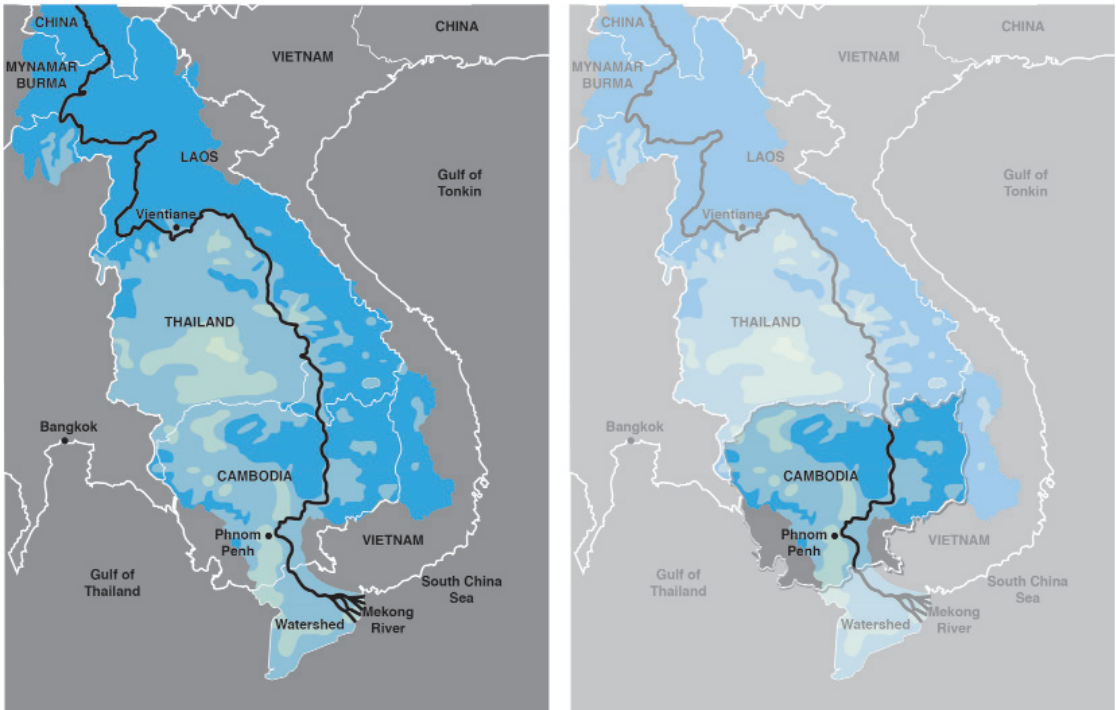 CHINA
CHINA
MYNAMAR
BURMA
VIETNAM
LAOS
Gulf of
Tonkin
Vientiane
THAILAND
Bangkok
CAMBODIA
Phnom
Penh
VIETNAM
Gulf of
Thailand
South China
Sea
Mekong
River
Watershed
CHINA
CHINA
MYNAMAR
BURMA
VIETNAM
LAOS
Gulf of
Tonkin
Vientiane
THAILAND
Bangkok
CAMBODIA
Phnom
Penh
VIETNAM
Gulf of
Thailand
South China
Sea
Mekong
River
Watershed